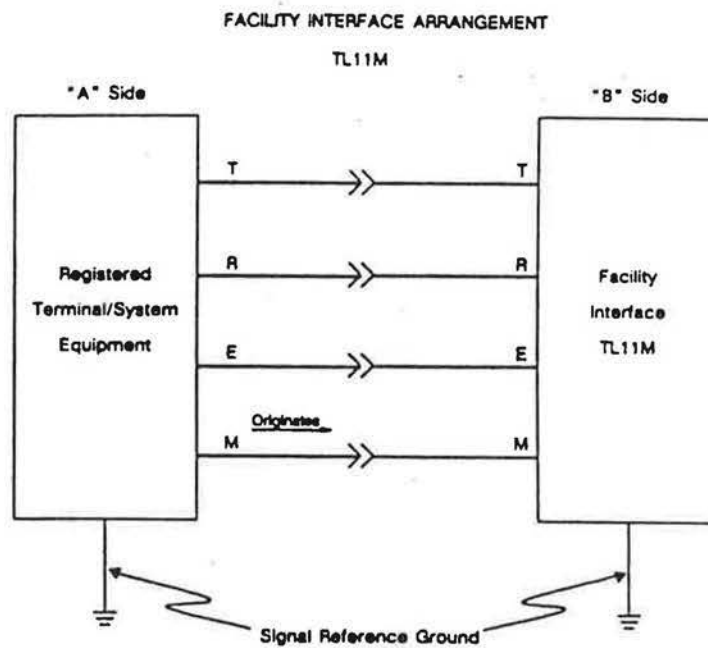 FACILITY INTERFACE ARRANGEMENT
TL11M
"A" Side
"B" Side
T
T
R
R
Registered
Terminal/System
Equipment
Facility
Interface
TL11M
E
E
Originates
M
M
Signal Reference Ground